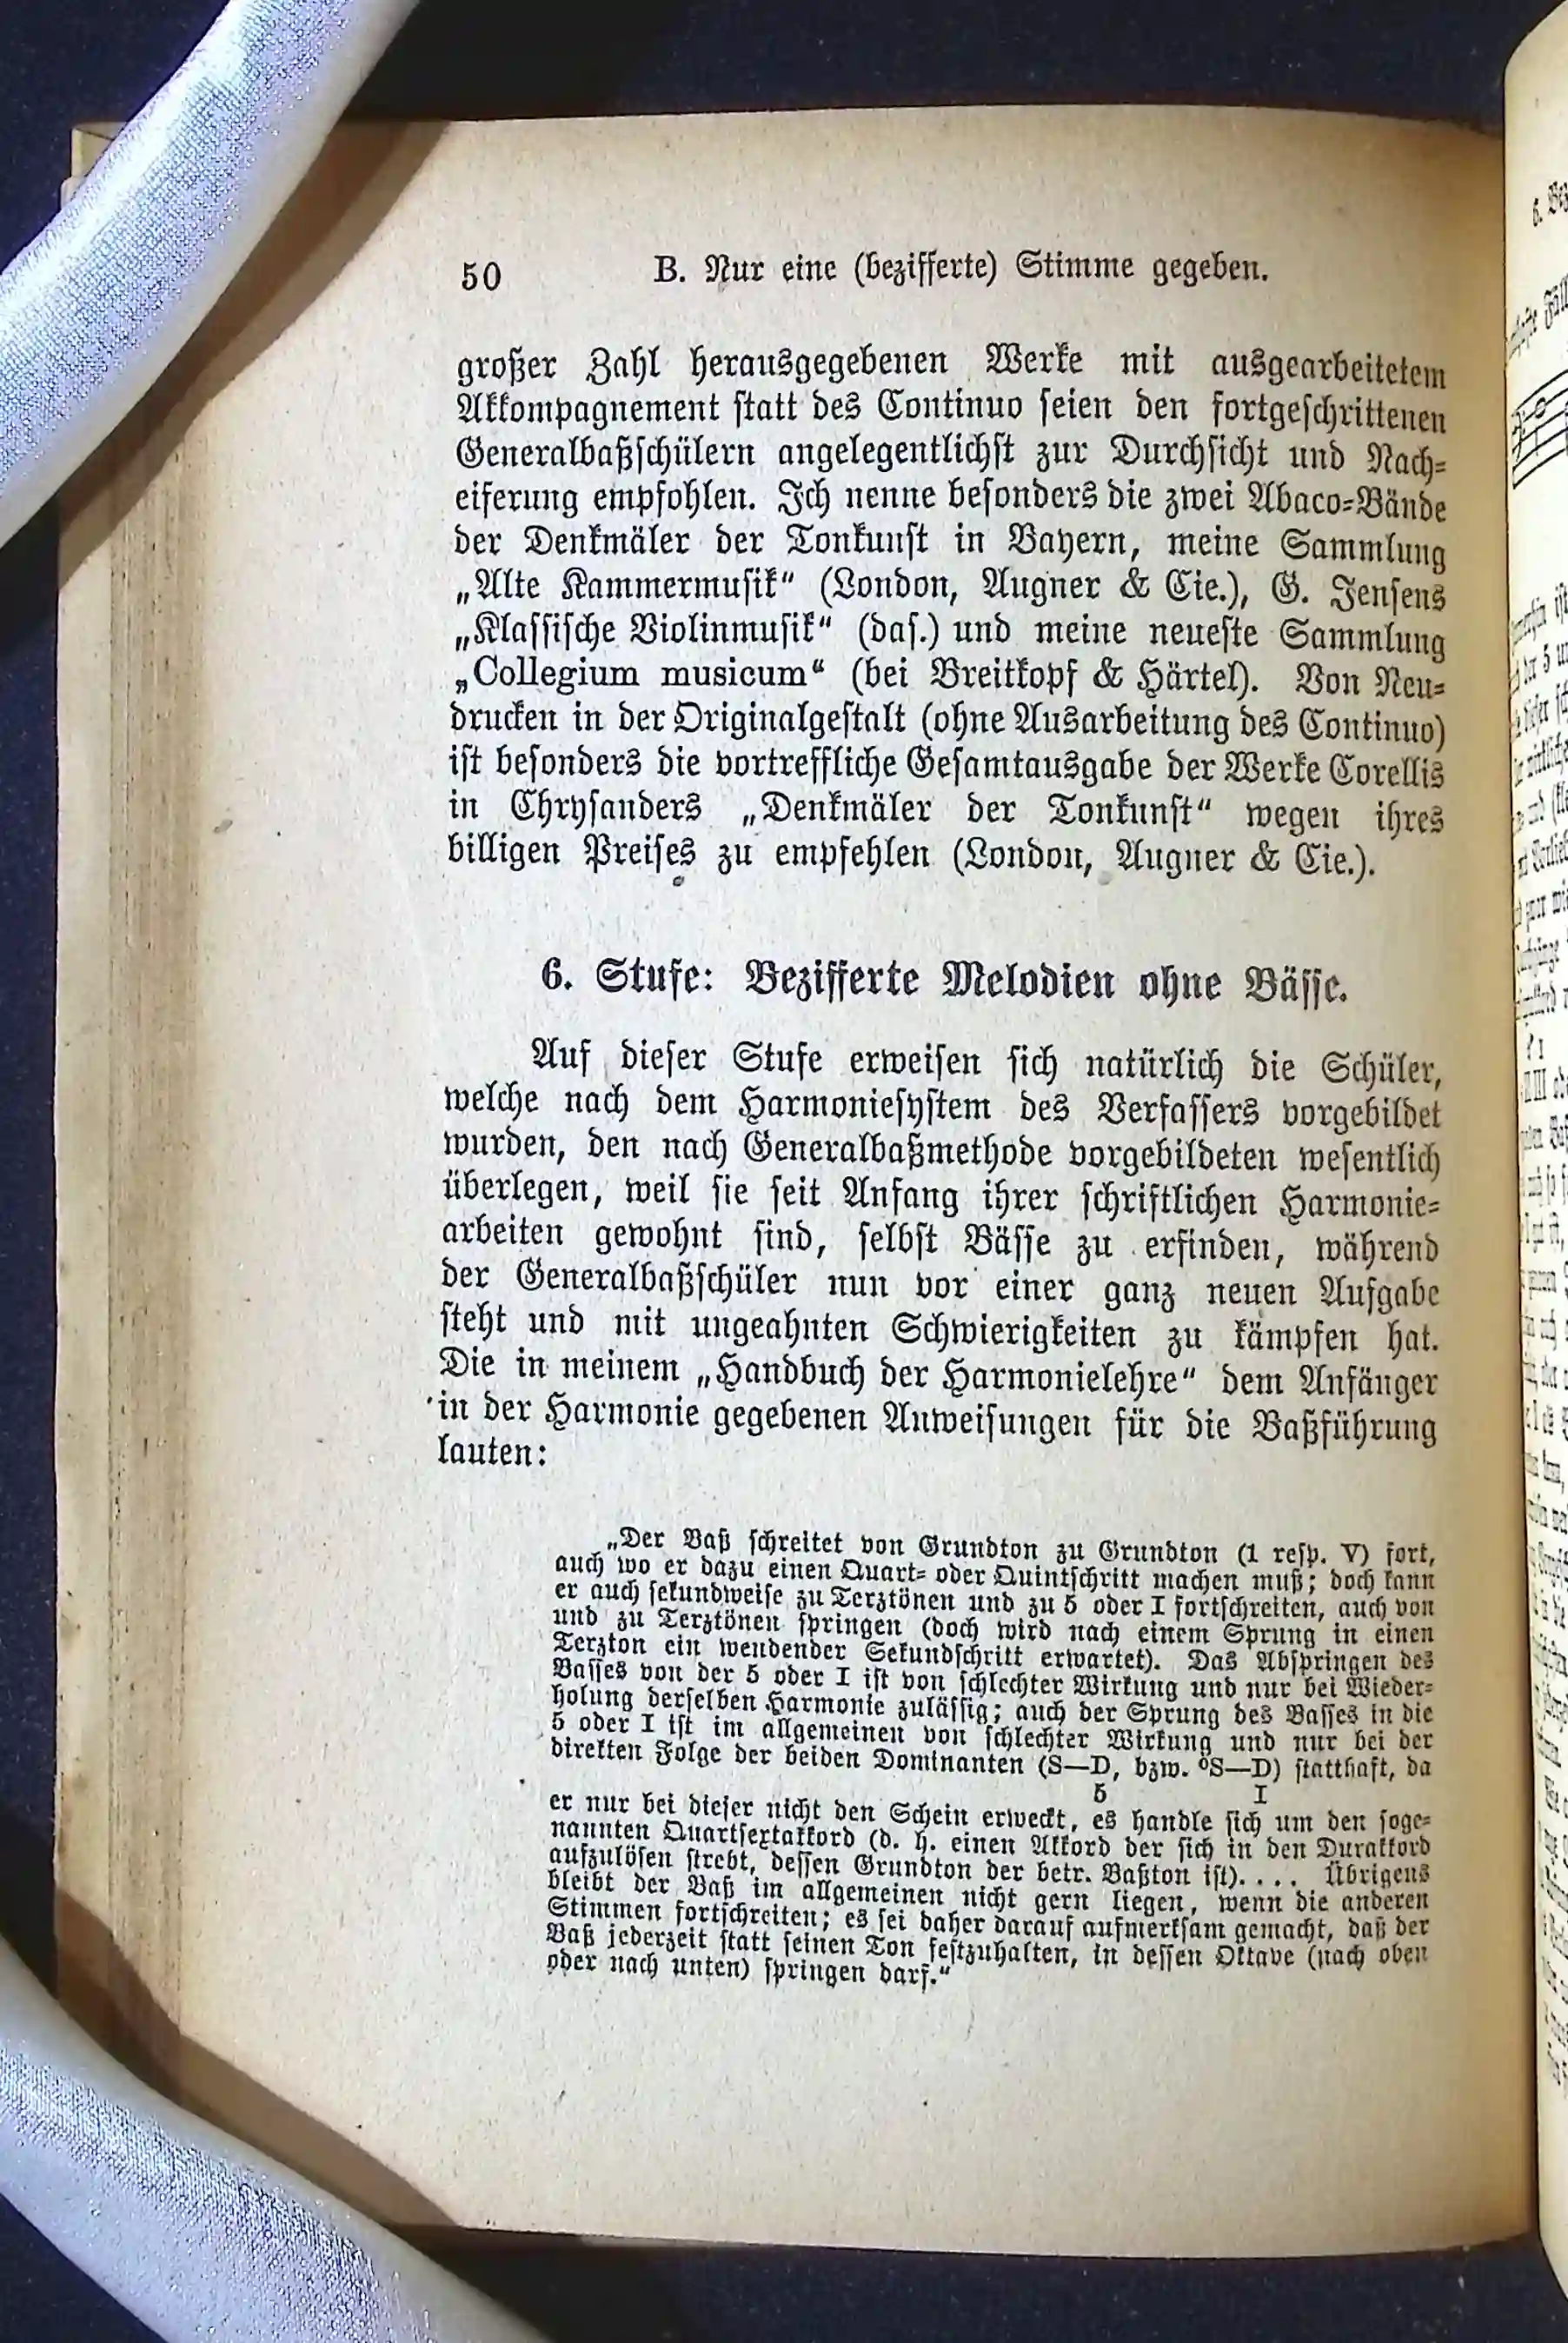 50 B. Nur eine (bezifferte) Stimme gegeben.
großer Zahl herausgegebenen Werke mit ausgearbeitetem
Akkompagnement statt des Continuo seien den fortgeschrittenen
Generalbaßschülern angelegentlichst zur Durchsicht und Nach-
eiferung empfohlen. Ich nenne besonders die zwei Abaco-Bände
der Denkmäler der Tonkunst in Bayern, meine Sammlung
„Alte Kammermusik“ (London, Augner & Cie.), G. Jensens
„Klassische Violinmusik“ (das.) und meine neueste Sammlung
„Collegium musicum“ (bei Breitkopf & Härtel). Von Neu-
drucken in der Originalgestalt (ohne Ausarbeitung des Continuo)
ist besonders die vortreffliche Gesamtausgabe der Werke Corellis
in Chrysanders „Denkmäler der Tonkunst“ wegen ihres
billigen Preises zu empfehlen (London, Augner & Cie.).
6. Stufe: Bezifferte Melodien ohne Bässe.
Auf dieser Stufe erweisen sich natürlich die Schüler,
welche nach dem Harmoniesystem des Verfassers vorgebildet
wurden, den nach Generalbaßmethode vorgebildeten wesentlich
überlegen, weil sie seit Anfang ihrer schriftlichen Harmonie-
arbeiten gewohnt sind, selbst Bässe zu erfinden, während
der Generalbaßschüler nun vor einer ganz neuen Aufgabe
steht und mit ungeahnten Schwierigkeiten zu kämpfen hat.
Die in meinem „Handbuch der Harmonielehre“ dem Anfänger
in der Harmonie gegebenen Anweisungen für die Baßführung
lauten:
„Der Baß schreitet von Grundton zu Grundton (1 resp. V) fort,
auch wo er dazu einen Quart- oder Quintschritt machen muß; doch kann
er auch sekundweise zu Terztönen und zu 5 oder I fortschreiten, auch von
und zu Terztönen springen (doch wird nach einem Sprung in einen
Terzton ein wendender Sekundschritt erwartet). Das Abspringen des
Basses von der 5 oder I ist von schlechter Wirkung und nur bei Wieder-
holung derselben Harmonie zulässig; auch der Sprung des Basses in die
5 oder I ist im allgemeinen von schlechter Wirkung und nur bei der
direkten Folge der beiden Dominanten (S—D, bzw. °S—D) statthaft, da
5 I
er nur bei dieser nicht den Schein erweckt, es handle sich um den soge-
nannten Quartsextakkord (d. h. einen Akkord der sich in den Durakkord
aufzulösen strebt, dessen Grundton der betr. Baßton ist).... Übrigens
bleibt der Baß im allgemeinen nicht gern liegen, wenn die anderen
Stimmen fortschreiten; es sei daher darauf aufmerksam gemacht, daß der
Baß jederzeit statt seinen Ton festzuhalten, in dessen Oktave (nach oben
oder nach unten) springen darf.“